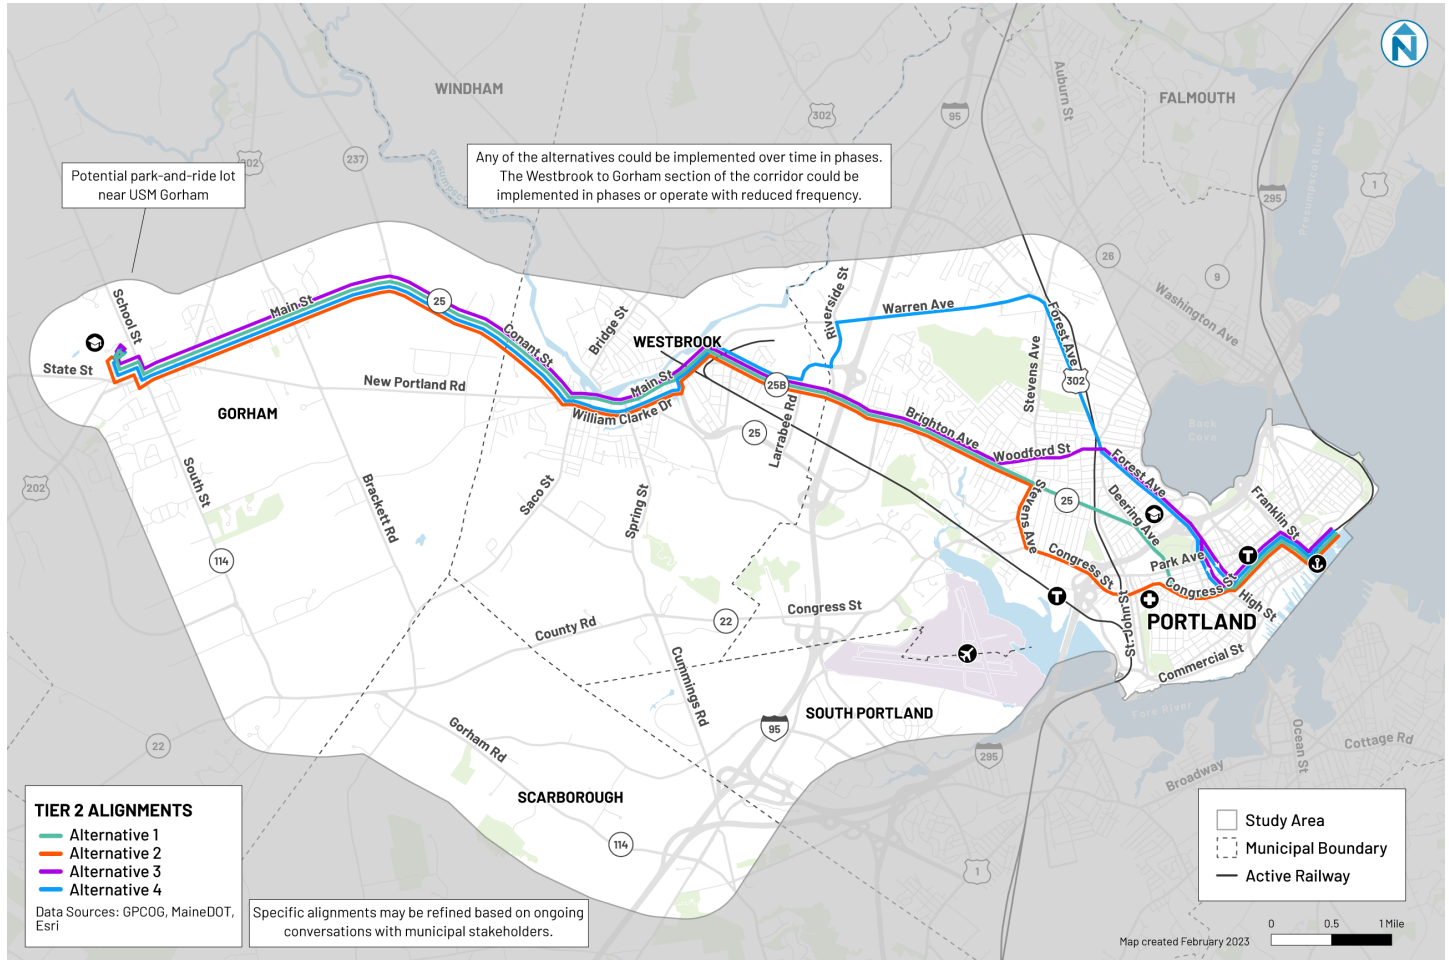 WINDHAM
FALMOUTH
Auburn St
302
95
26
9
1
295
Washington Ave
Presumpscot River
Potential park-and-ride lot
near USM Gorham
202
237
Any of the alternatives could be implemented over time in phases.
The Westbrook to Gorham section of the corridor could be
implemented in phases or operate with reduced frequency.
School St
State St
Main St
25
Conant St
Bridge St
WESTBROOK
Main St
William Clarke Dr
New Portland Rd
GORHAM
Riverside St
Warren Ave
Forest Ave
302
Stevens Ave
25B
25
Larrabee Rd
Brighton Ave
Woodford St
Forest Ave
Back
Cove
25
Deering Ave
Franklin St
Stevens Ave
Congress St
Park Ave
Congress St
High St
St John St
T
T
PORTLAND
Commercial St
Fore River
202
South St
114
Brackett Rd
Saco St
Spring St
County Rd
22
Congress St
Cummings Rd
SOUTH PORTLAND
95
295
Gorham Rd
SCARBOROUGH
114
22
1
Broadway
Ocean St
Cottage Rd
TIER 2 ALIGNMENTS
Alternative 1
Alternative 2
Alternative 3
Alternative 4
Data Sources: GPCOG, MaineDOT,
Esri
Specific alignments may be refined based on ongoing
conversations with municipal stakeholders.
Study Area
Municipal Boundary
Active Railway
0 0.5 1 Mile
Map created February 2023
N